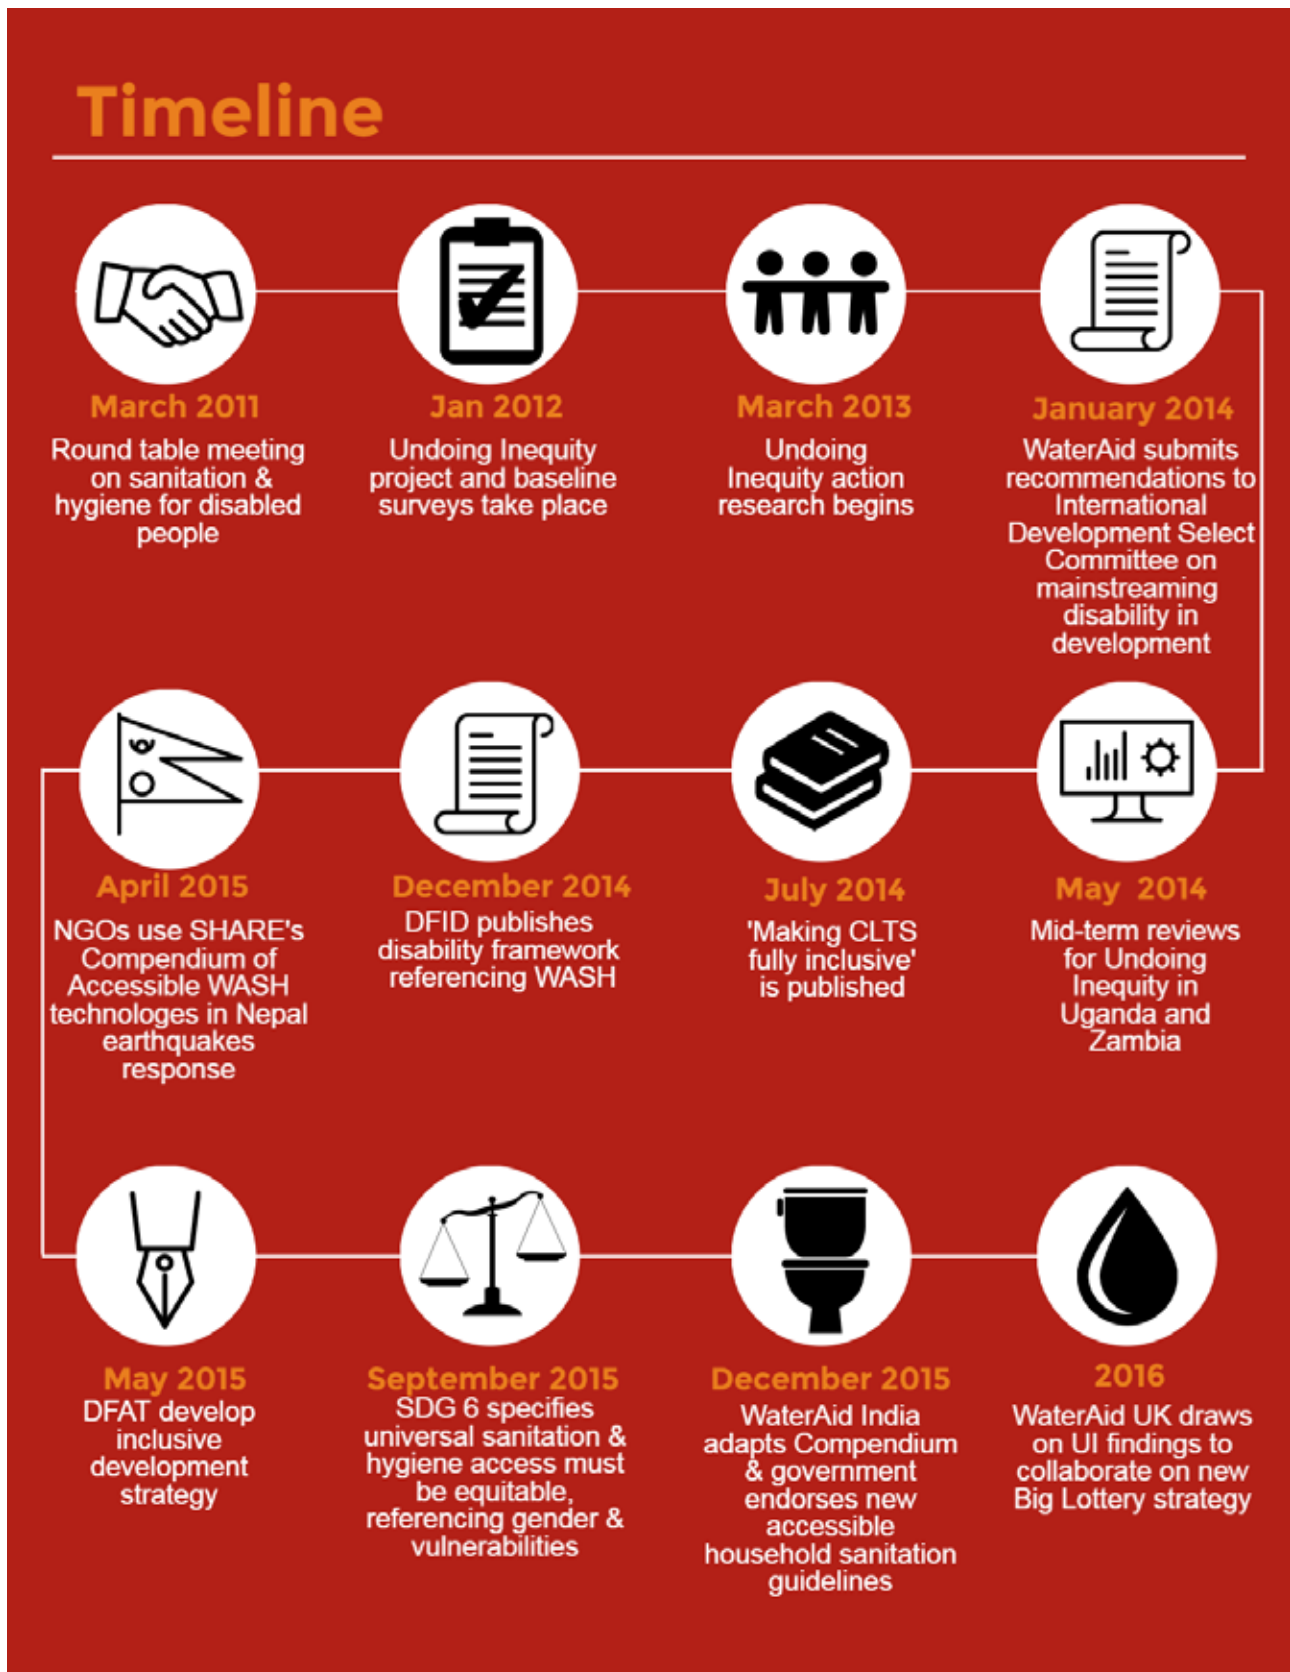 Timeline
March 2011
Round table meeting
on sanitation &
hygiene for disabled
people
Jan 2012
Undoing Inequity
project and baseline
surveys take place
March 2013
Undoing
Inequity action
research begins
January 2014
WaterAid submits
recommendations to
International
Development Select
Committee on
mainstreaming
disability in
development
May 2014
Mid-term reviews
for Undoing
Inequity in
Uganda and
Zambia
July 2014
'Making CLTS
fully inclusive'
is published
December 2014
DFID publishes
disability framework
referencing WASH
April 2015
NGOs use SHARE's
Compendium of
Accessible WASH
technologes in Nepal
earthquakes
response
May 2015
DFAT develop
inclusive
development
strategy
September 2015
SDG 6 specifies
universal sanitation &
hygiene access must
be equitable,
referencing gender &
vulnerabilities
December 2015
WaterAid India
adapts Compendium
& government
endorses new
accessible
household sanitation
guidelines
2016
WaterAid UK draws
on UI findings to
collaborate on new
Big Lottery strategy